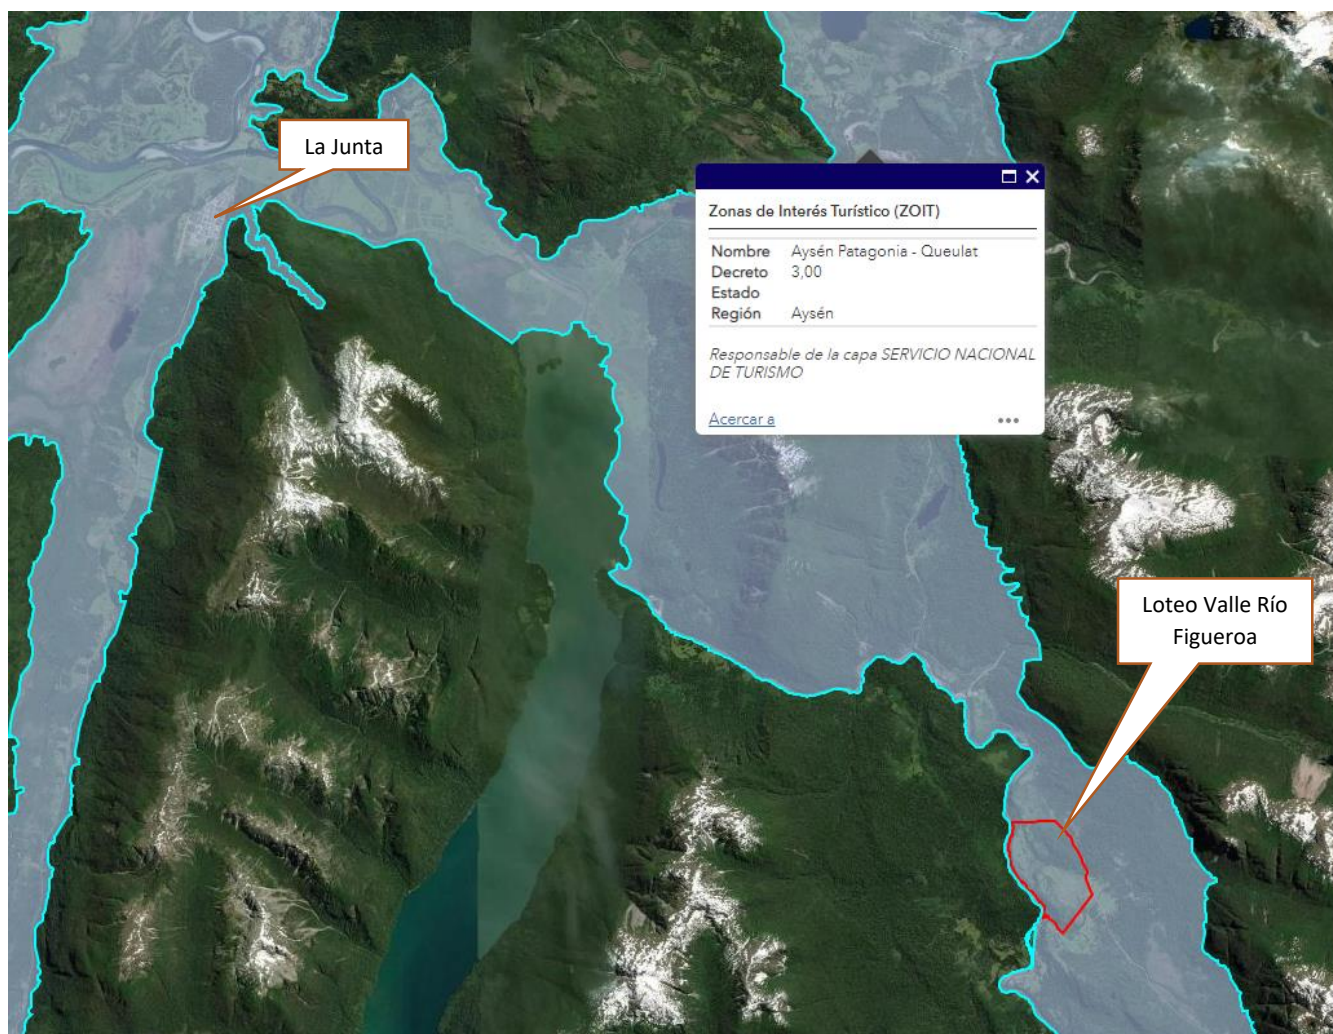 La Junta
Zonas de Interés Turístico (ZOIT)
Nombre Aysén Patagonia - Queulat
Decreto 3,00
Estado
Región Aysén
Responsable de la capa SERVICIO NACIONAL
DE TURISMO
Acercar a
Loteo Valle Río
Figueroa